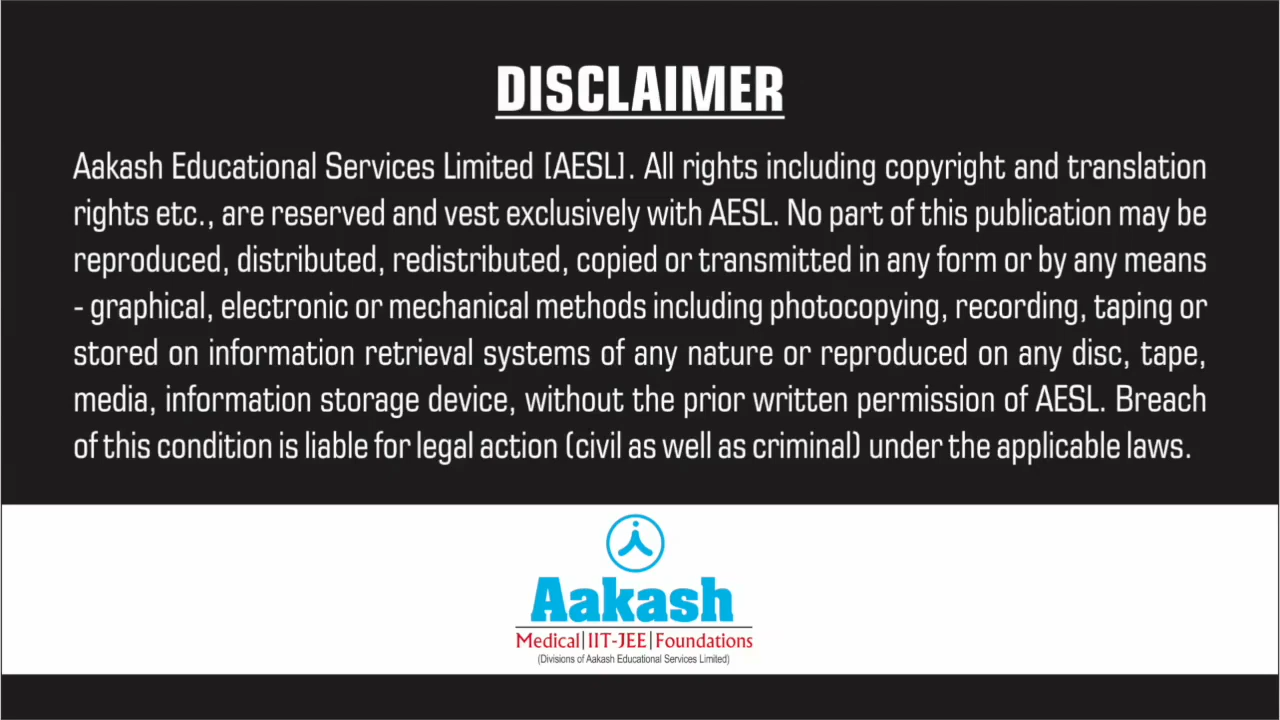 DISCLAIMER
Aakash Educational Services Limited [AESL]. All rights including copyright and translation
rights etc., are reserved and vest exclusively with AESL. No part of this publication may be
reproduced, distributed, redistributed, copied or transmitted in any form or by any means
- graphical, electronic or mechanical methods including photocopying, recording, taping or
stored on information retrieval systems of any nature or reproduced on any disc, tape,
media, information storage device, without the prior written permission of AESL. Breach
of this condition is liable for legal action (civil as well as criminal) under the applicable laws.
Aakash
Medical|IIT-JEE|Foundations
(Divisions of Aakash Educational Services Limited)